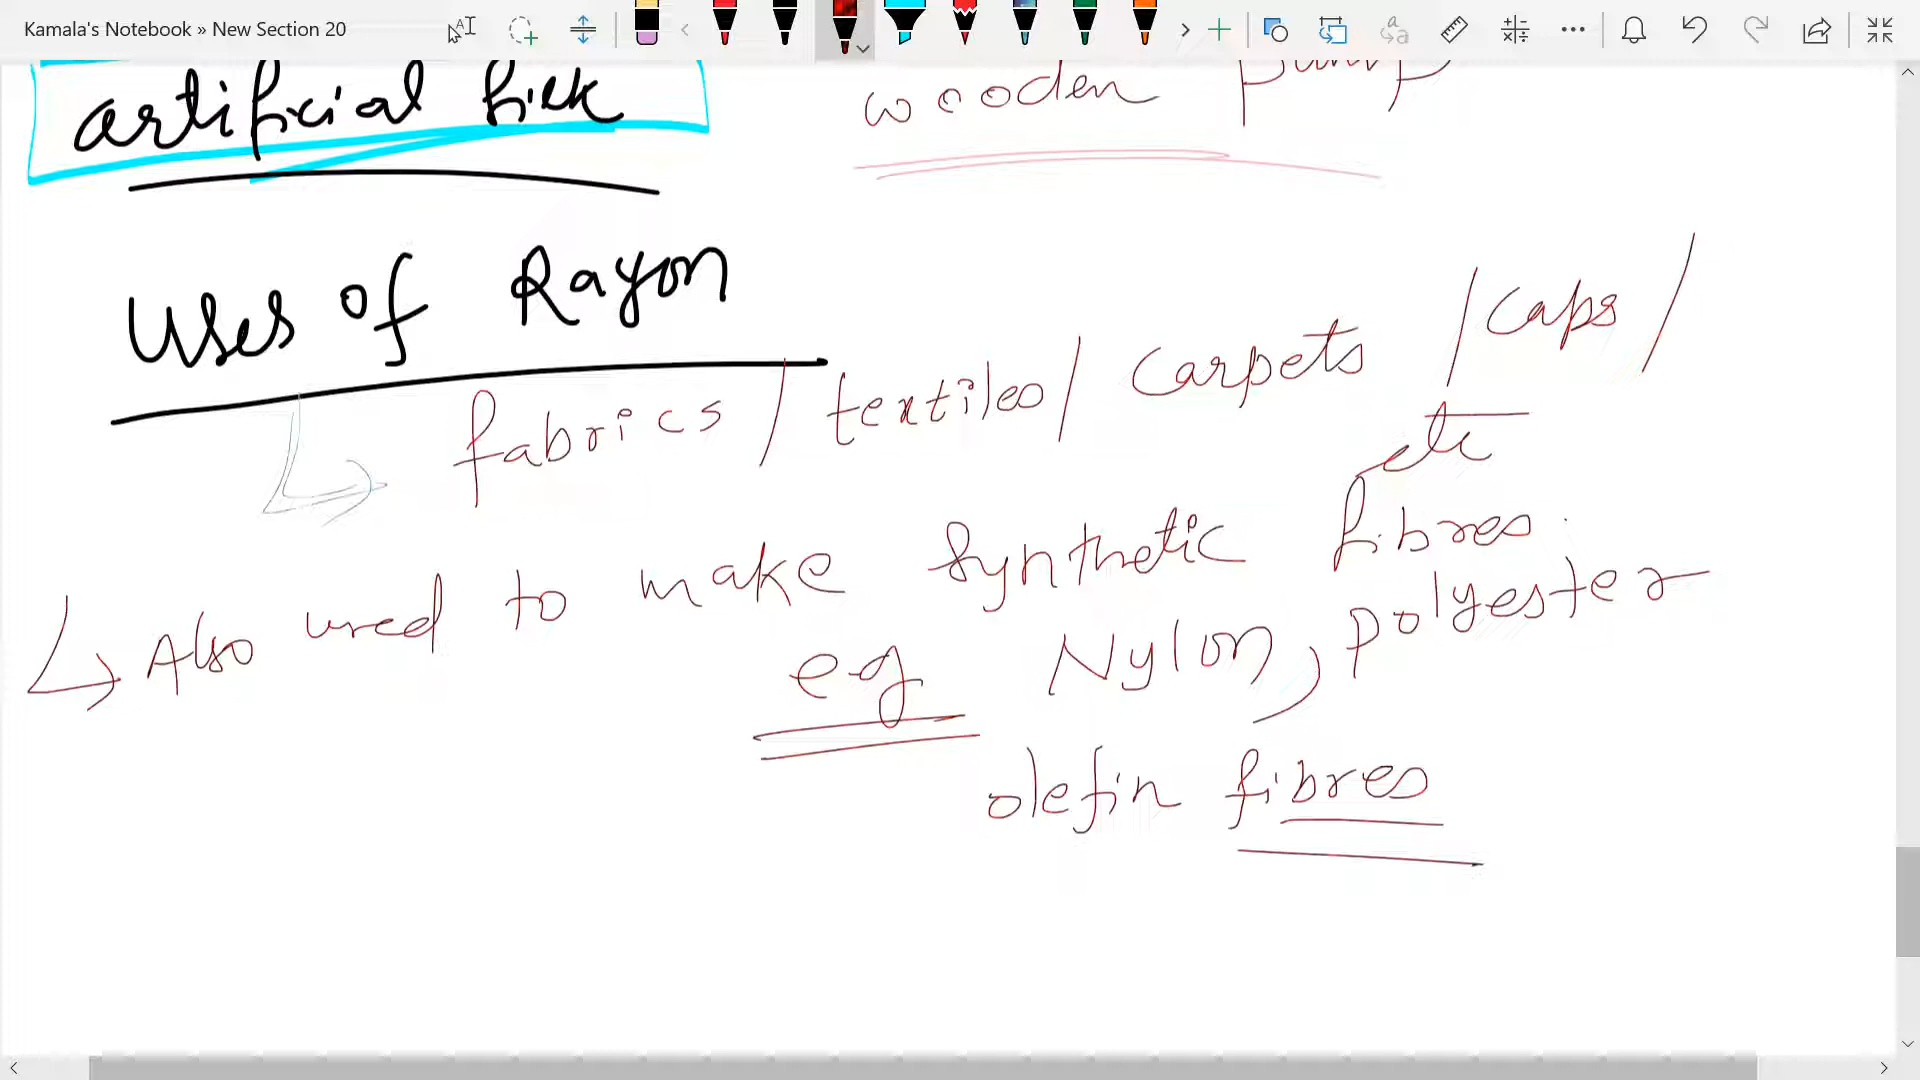 Kamala's Notebook » New Section 20
artificial silk
wooden pump
Uses of Rayon
fabrics / textiles / carpets / caps /
etc
Also used to make synthetic fibres.
eg Nylon, polyester
olefin fibres